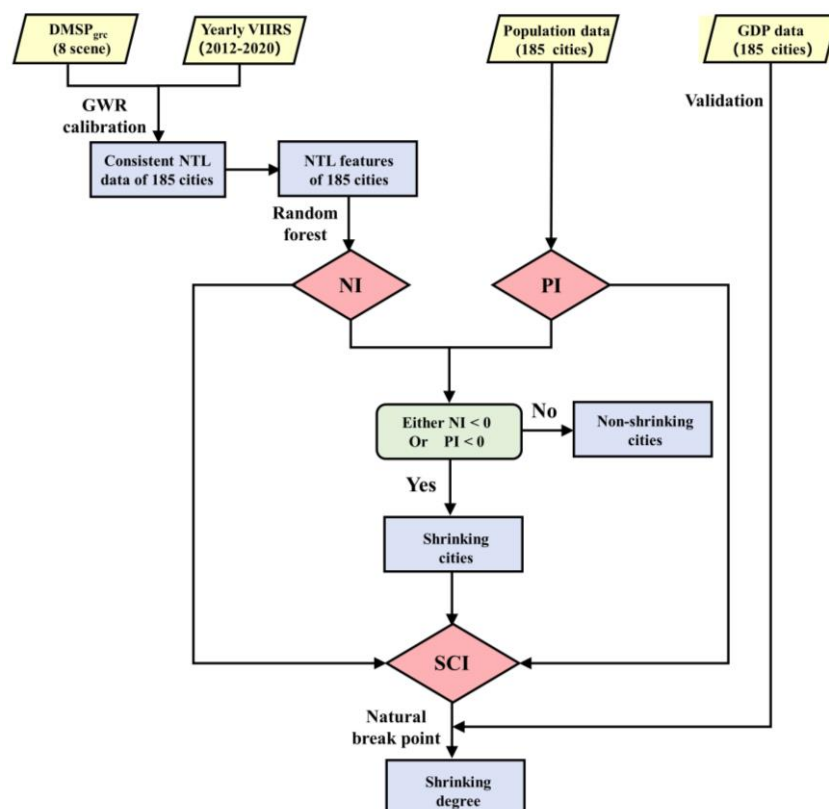 DMSPgrc
(8 scene)
Yearly VIIRS
(2012-2020)
Population data
(185 cities)
GDP data
(185 cities)
GWR
calibration
Validation
Consistent NTL
data of 185 cities
NTL features
of 185 cities
Random
forest
NI
PI
Either NI < 0
Or PI < 0
No
Non-shrinking
cities
Yes
Shrinking
cities
SCI
Natural
break point
Shrinking
degree